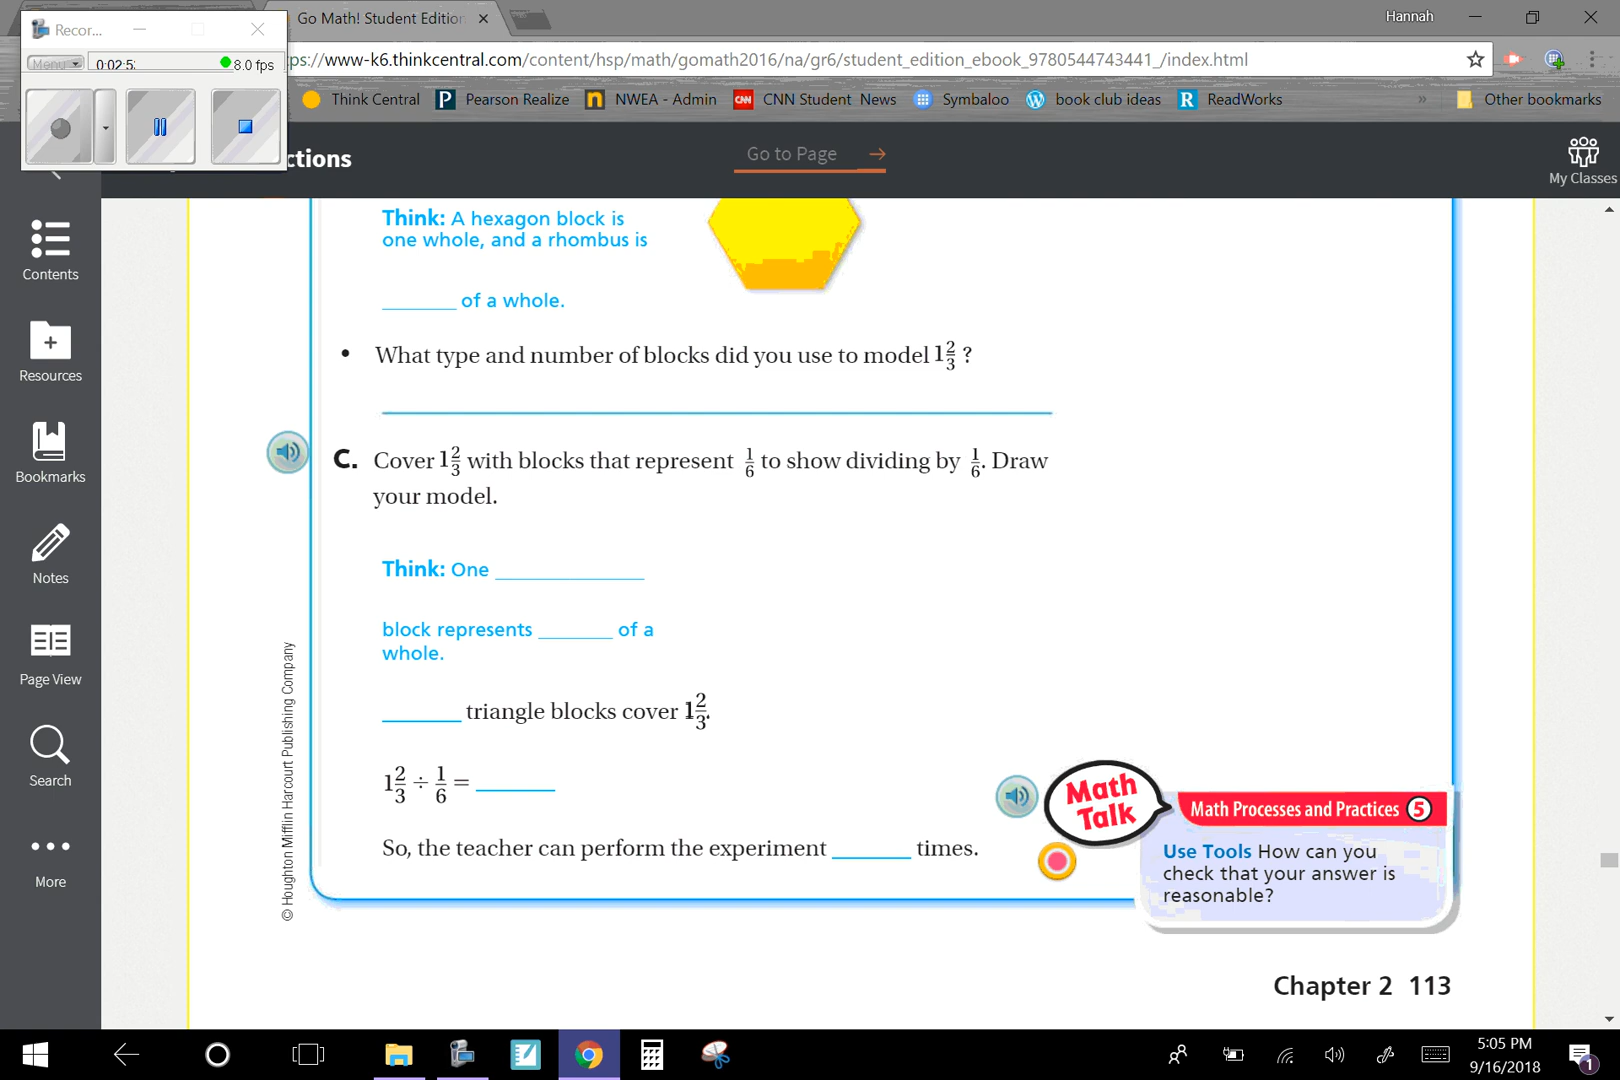 Recor...
Menu
0:02:5
8.0 fps
Go Math! Student Edition
Hannah
ps://www-k6.thinkcentral.com/content/hsp/math/gomath2016/na/gr6/student_edition_ebook_9780544743441_/index.html
Think Central
Pearson Realize
NWEA - Admin
CNN Student News
Symbaloo
book club ideas
ReadWorks
»
Other bookmarks
ctions
Go to Page
My Classes
Contents
Resources
Bookmarks
Notes
Page View
Search
More
Think: A hexagon block is
one whole, and a rhombus is
_______ of a whole.
• What type and number of blocks did you use to model 1 2/3 ?
C. Cover 1 2/3 with blocks that represent 1/6 to show dividing by 1/6. Draw
your model.
Think: One ______________
block represents _______ of a
whole.
_______ triangle blocks cover 1 2/3.
1 2/3 ÷ 1/6 = _______
So, the teacher can perform the experiment _______ times.
© Houghton Mifflin Harcourt Publishing Company
Math
Talk
Math Processes and Practices 5
Use Tools How can you
check that your answer is
reasonable?
Chapter 2 113
5:05 PM
9/16/2018
1